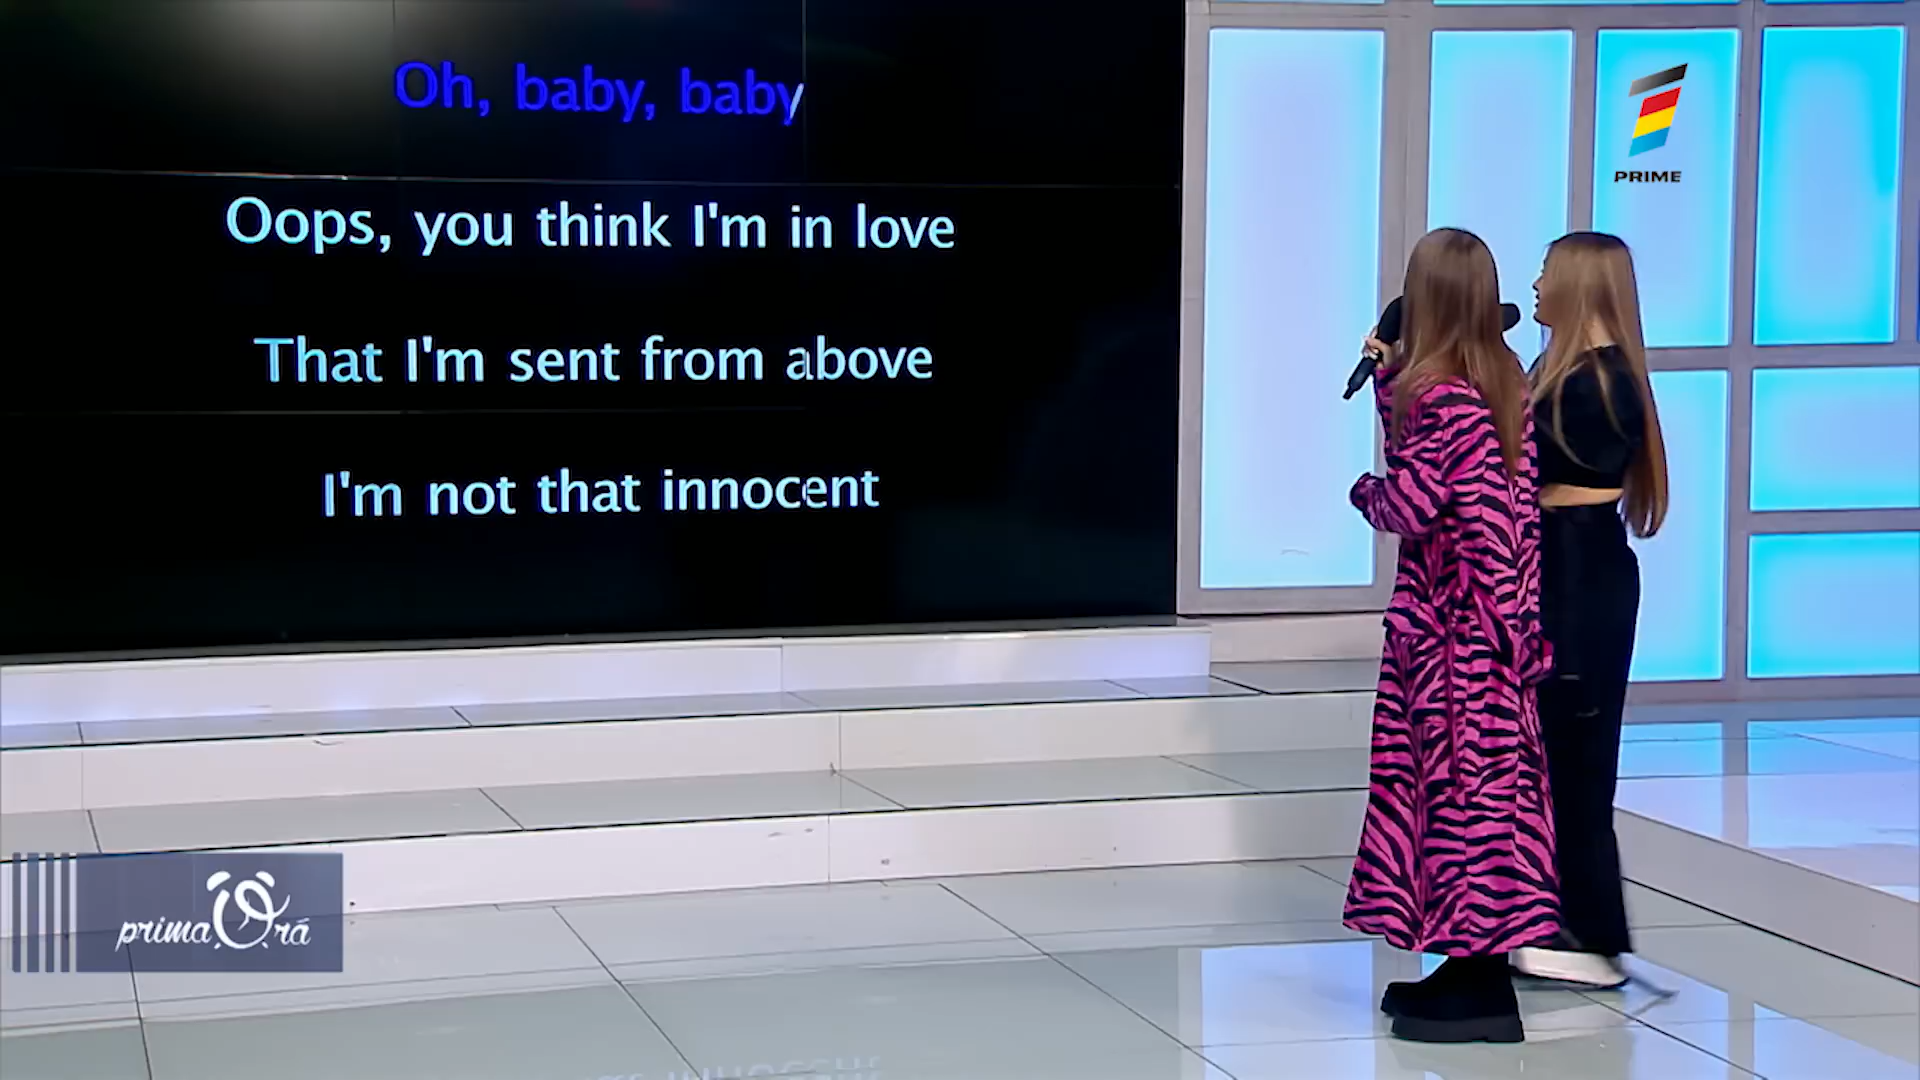 Oh, baby, baby
Oops, you think I'm in love
That I'm sent from above
I'm not that innocent
PRIME
prima Oră